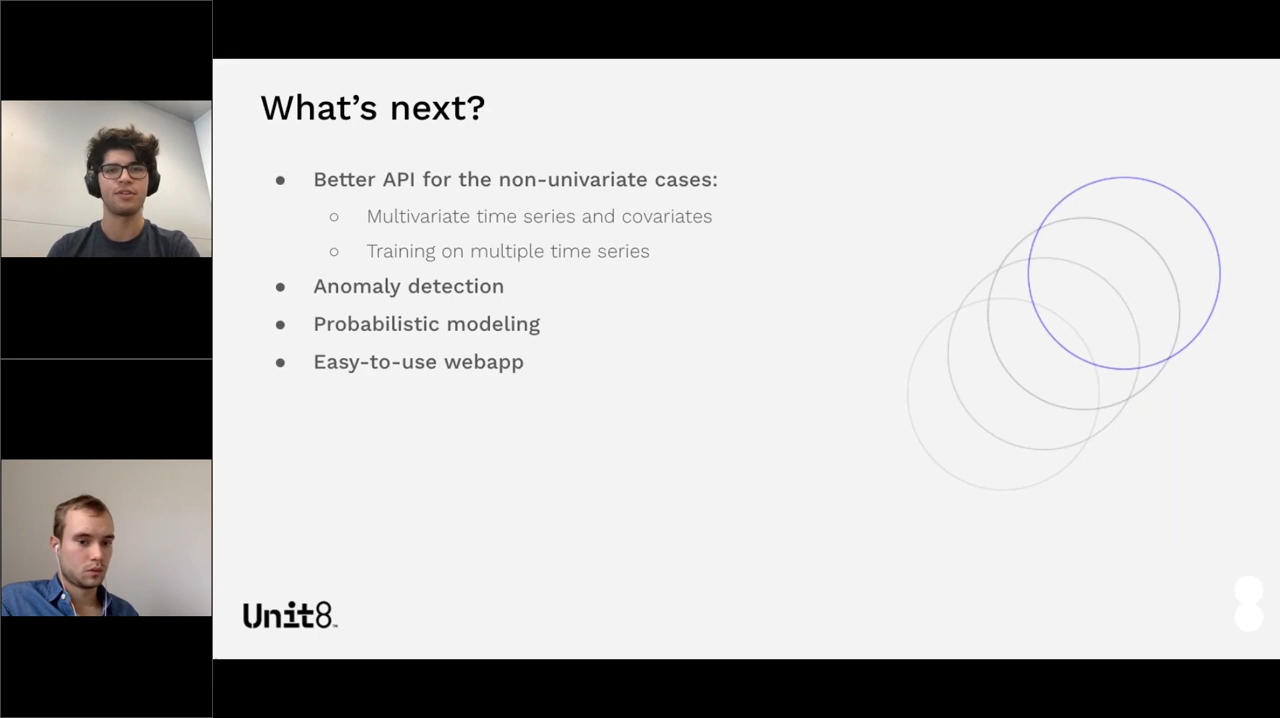 What's next?
● Better API for the non-univariate cases:
○ Multivariate time series and covariates
○ Training on multiple time series
● Anomaly detection
● Probabilistic modeling
● Easy-to-use webapp
Unit8™